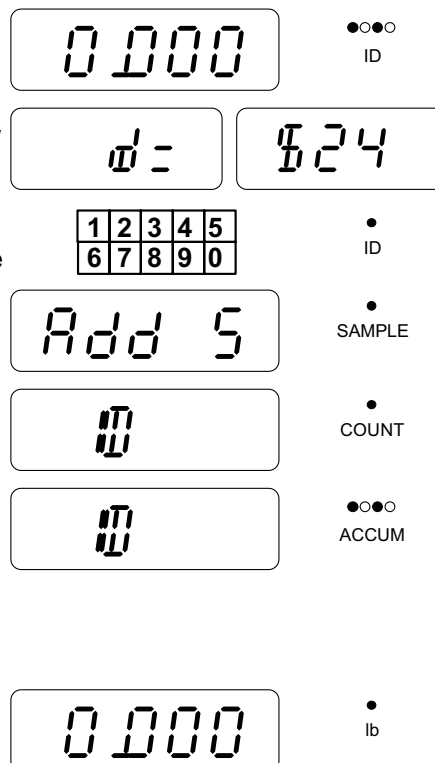 0.000
ID
id =
1 2 3 4 5
6 7 8 9 0
ID
Add 5
SAMPLE
COUNT
ACCUM
0.000
lb